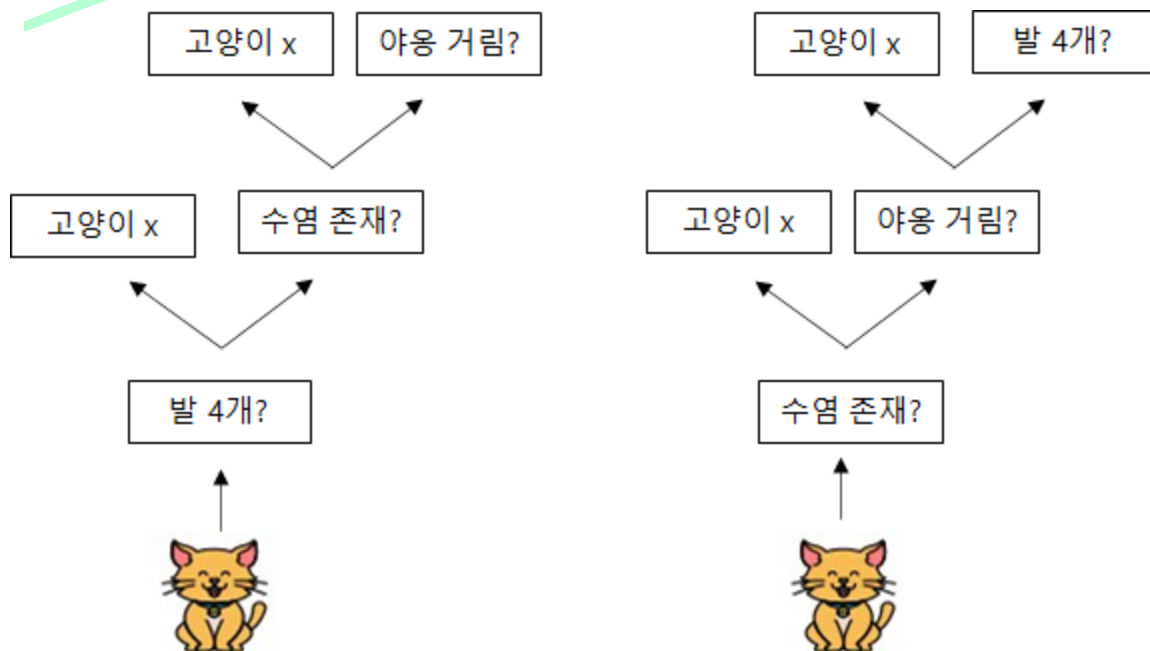 고양이 x
야옹 거림?
고양이 x
수염 존재?
발 4개?
고양이 x
발 4개?
고양이 x
야옹 거림?
수염 존재?